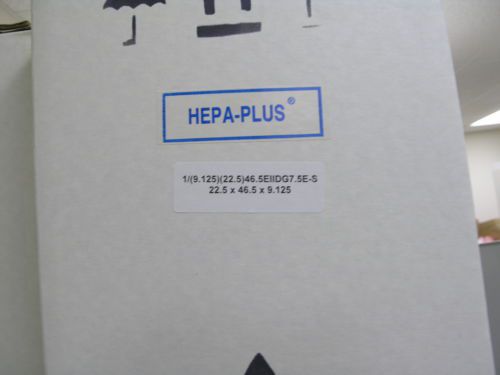 HEPA-PLUS®
1/(9.125)(22.5)46.5EIIDG7.5E-S
22.5 x 46.5 x 9.125